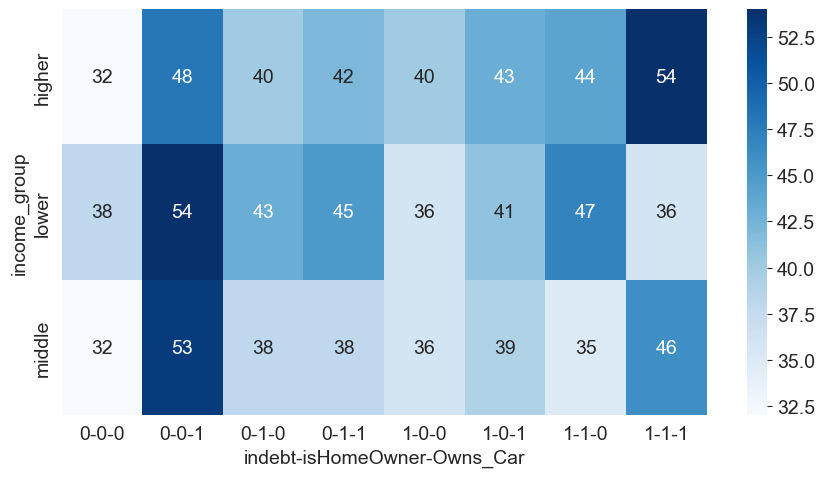 higher 32 48 40 42 40 43 44 54
lower 38 54 43 45 36 41 47 36
middle 32 53 38 38 36 39 35 46
income_group
0-0-0 0-0-1 0-1-0 0-1-1 1-0-0 1-0-1 1-1-0 1-1-1
indebt-isHomeOwner-Owns_Car
52.5
50.0
47.5
45.0
42.5
40.0
37.5
35.0
32.5